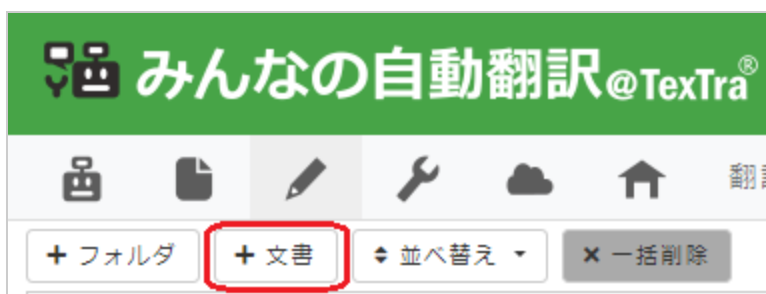 みんなの自動翻訳@TexTra®
翻
+ フォルダ + 文書 並べ替え × 一括削除